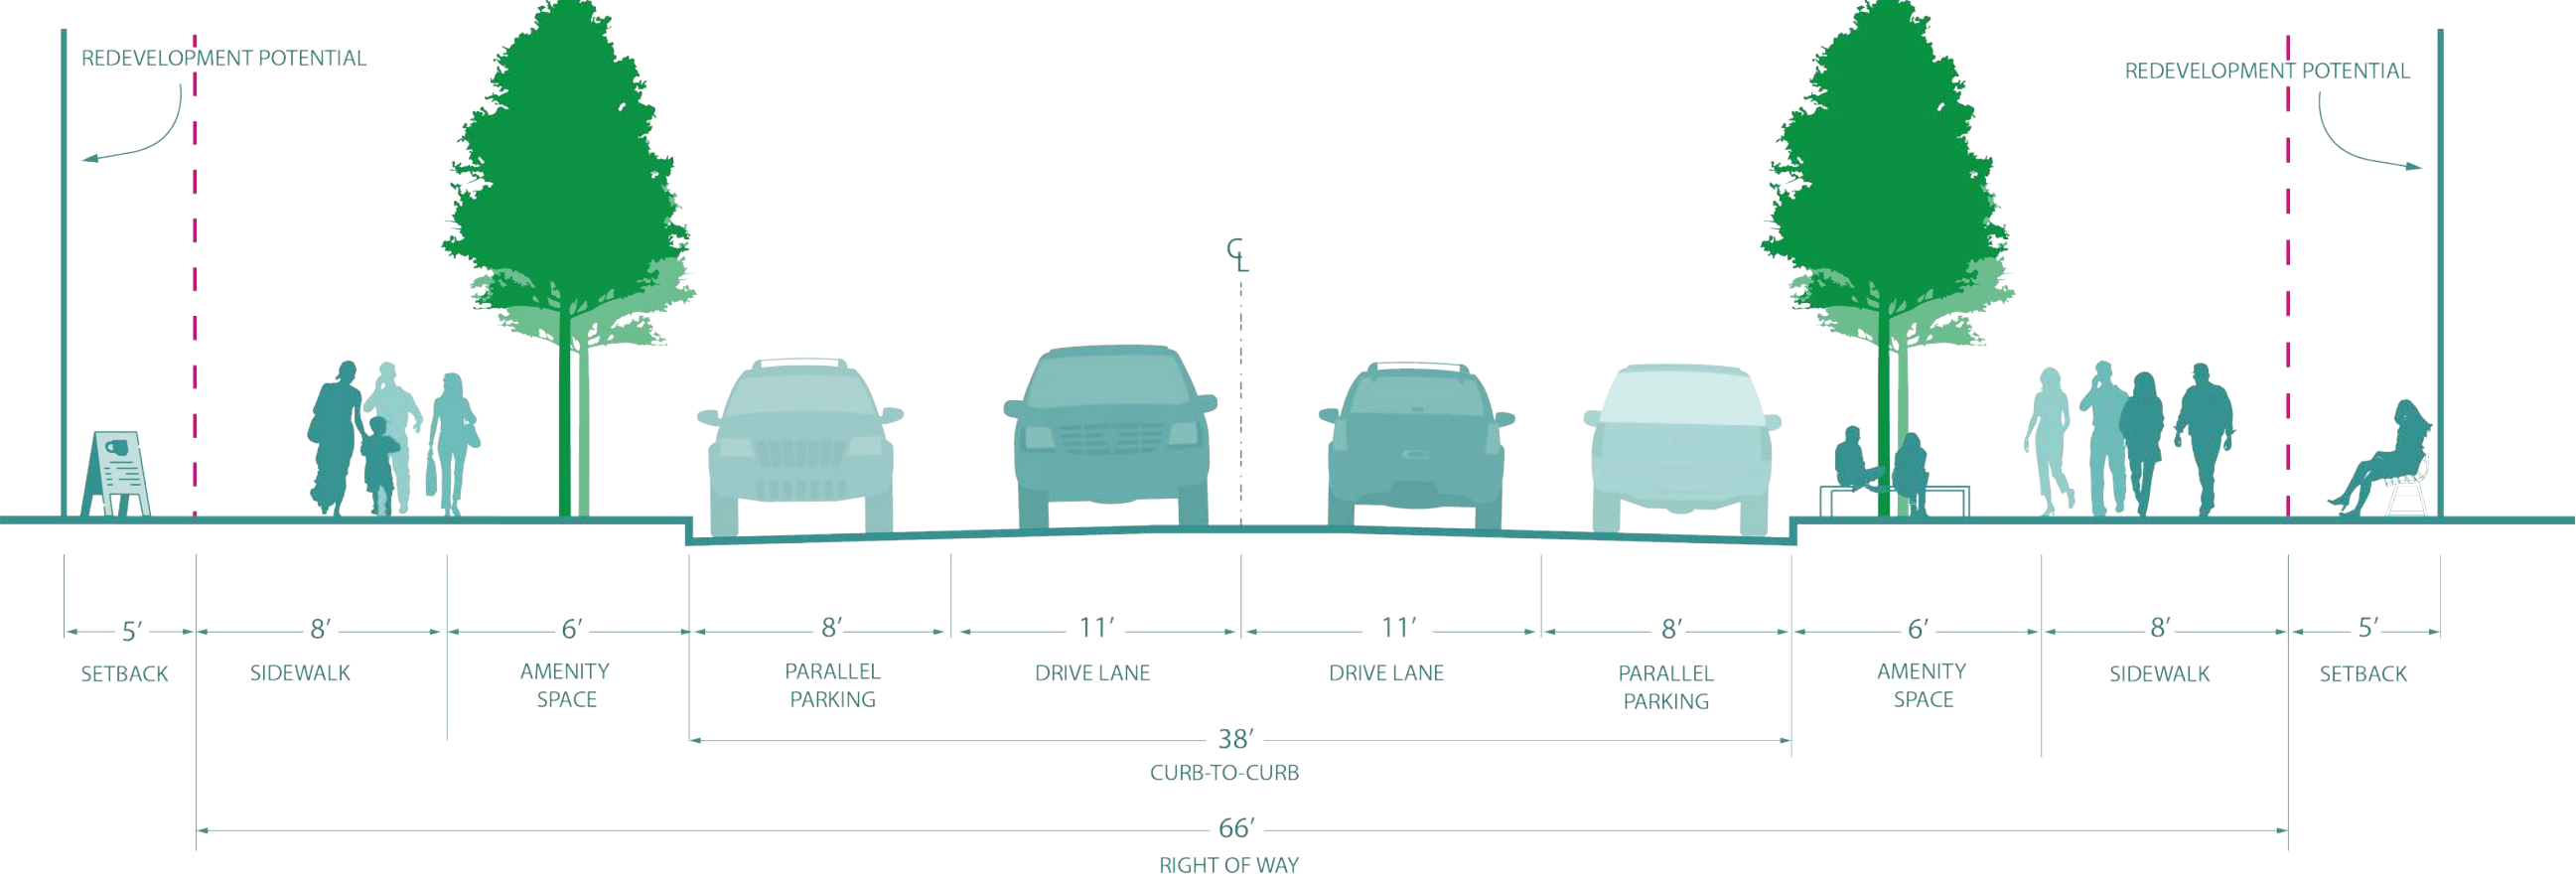 REDEVELOPMENT POTENTIAL
REDEVELOPMENT POTENTIAL
CL
5’ 8’ 6’ 8’ 11’ 11’ 8’ 6’ 8’ 5’
SETBACK SIDEWALK AMENITY PARALLEL DRIVE LANE DRIVE LANE PARALLEL AMENITY SIDEWALK SETBACK
SPACE PARKING PARKING SPACE
38’
CURB-TO-CURB
66’
RIGHT OF WAY